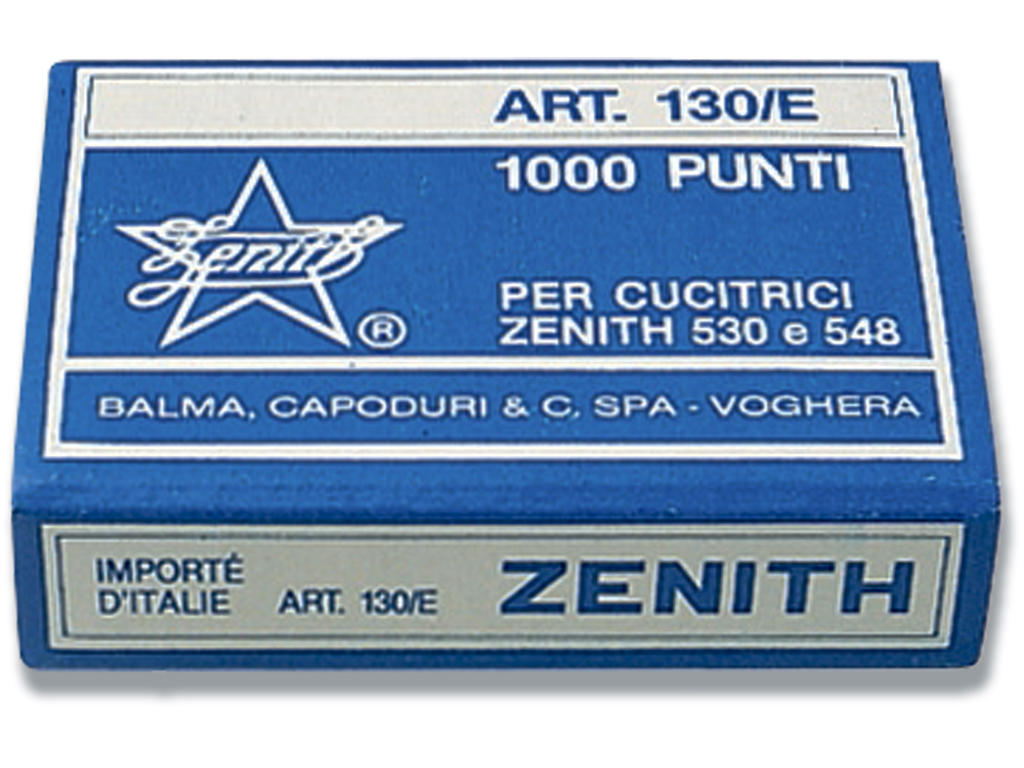 ART. 130/E
1000 PUNTI
Zenith
®
PER CUCITRICI
ZENITH 530 e 548
BALMA, CAPODURI & C. SPA - VOGHERA
IMPORTÉ
D'ITALIE
ART. 130/E
ZENITH